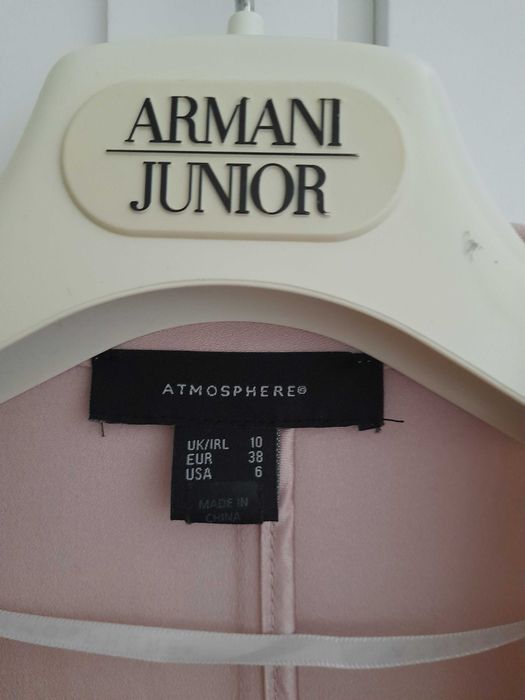 ARMANI
JUNIOR
ATMOSPHERE®
UK/IRL 10
EUR 38
USA 6
MADE IN
CHINA